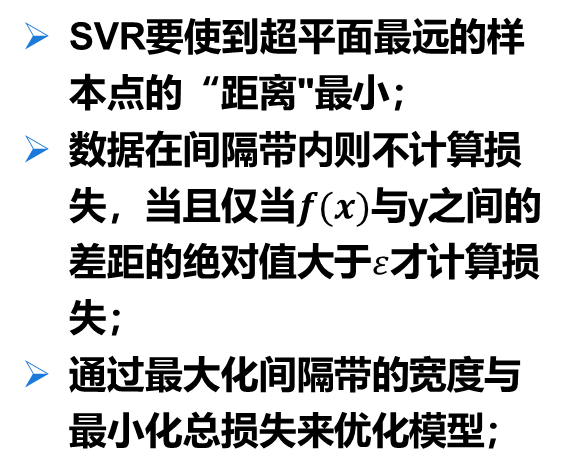 ➢ SVR要使到超平面最远的样
本点的“距离"最小；
➢ 数据在间隔带内则不计算损
失，当且仅当f(x)与y之间的
差距的绝对值大于ε才计算损
失；
➢ 通过最大化间隔带的宽度与
最小化总损失来优化模型；